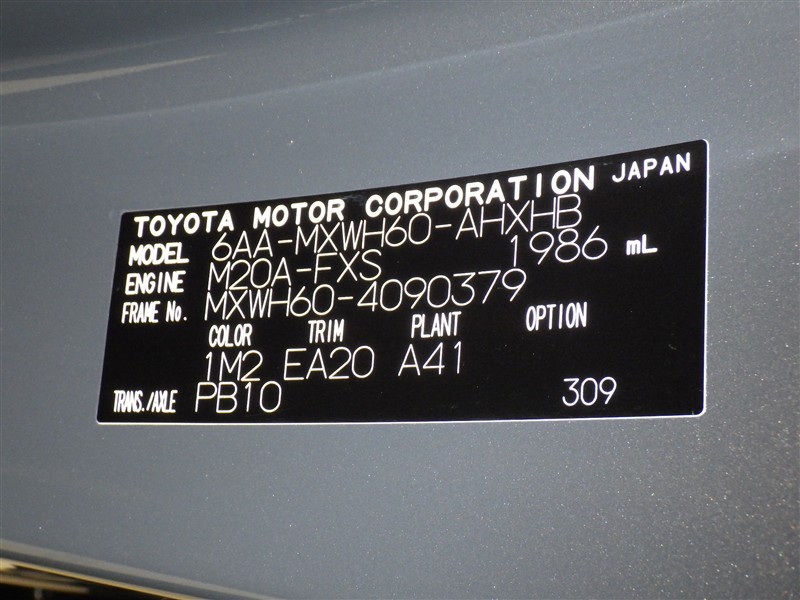 TOYOTA MOTOR CORPORATION JAPAN
MODEL 6AA-MXWH60-AHXHB
ENGINE M20A-FXS 1986 mL
FRAME No. MXWH60-4090379
COLOR TRIM PLANT OPTION
1M2 EA20 A41
TRANS./AXLE PB10 309